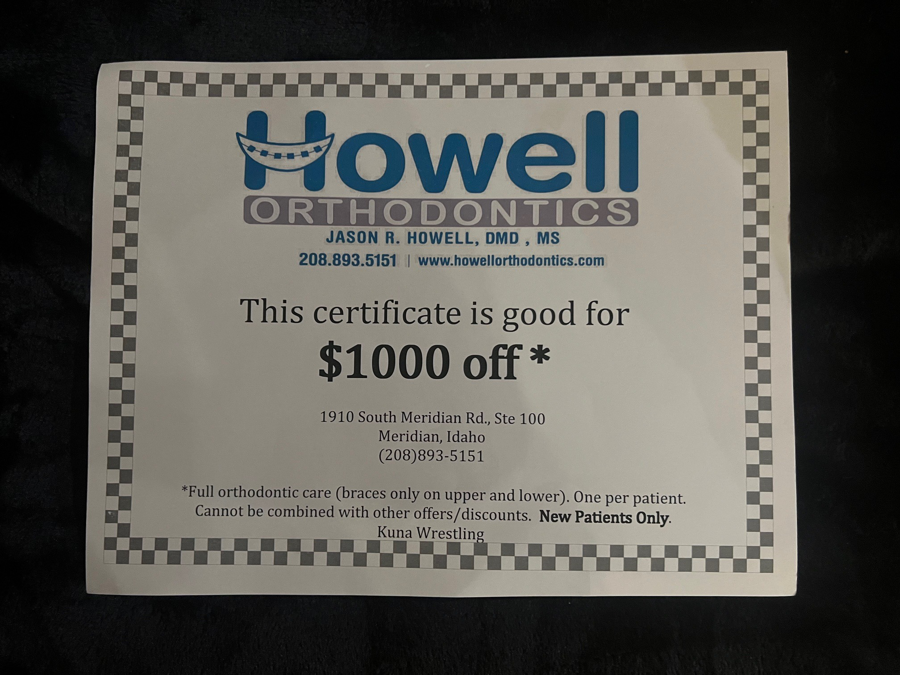 Howell
ORTHODONTICS
JASON R. HOWELL, DMD , MS
208.893.5151 | www.howellorthodontics.com
This certificate is good for
$1000 off *
1910 South Meridian Rd., Ste 100
Meridian, Idaho
(208)893-5151
*Full orthodontic care (braces only on upper and lower). One per patient.
Cannot be combined with other offers/discounts. New Patients Only.
Kuna Wrestling